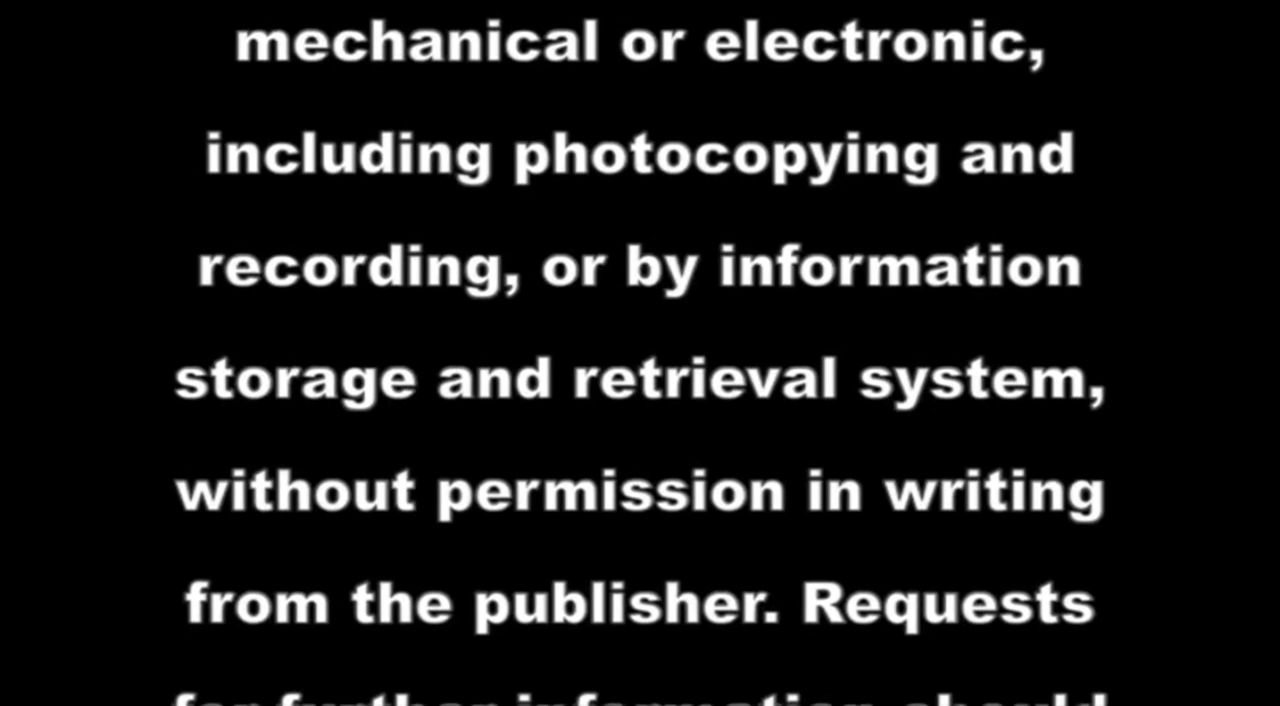 mechanical or electronic,
including photocopying and
recording, or by information
storage and retrieval system,
without permission in writing
from the publisher. Requests
for further information should